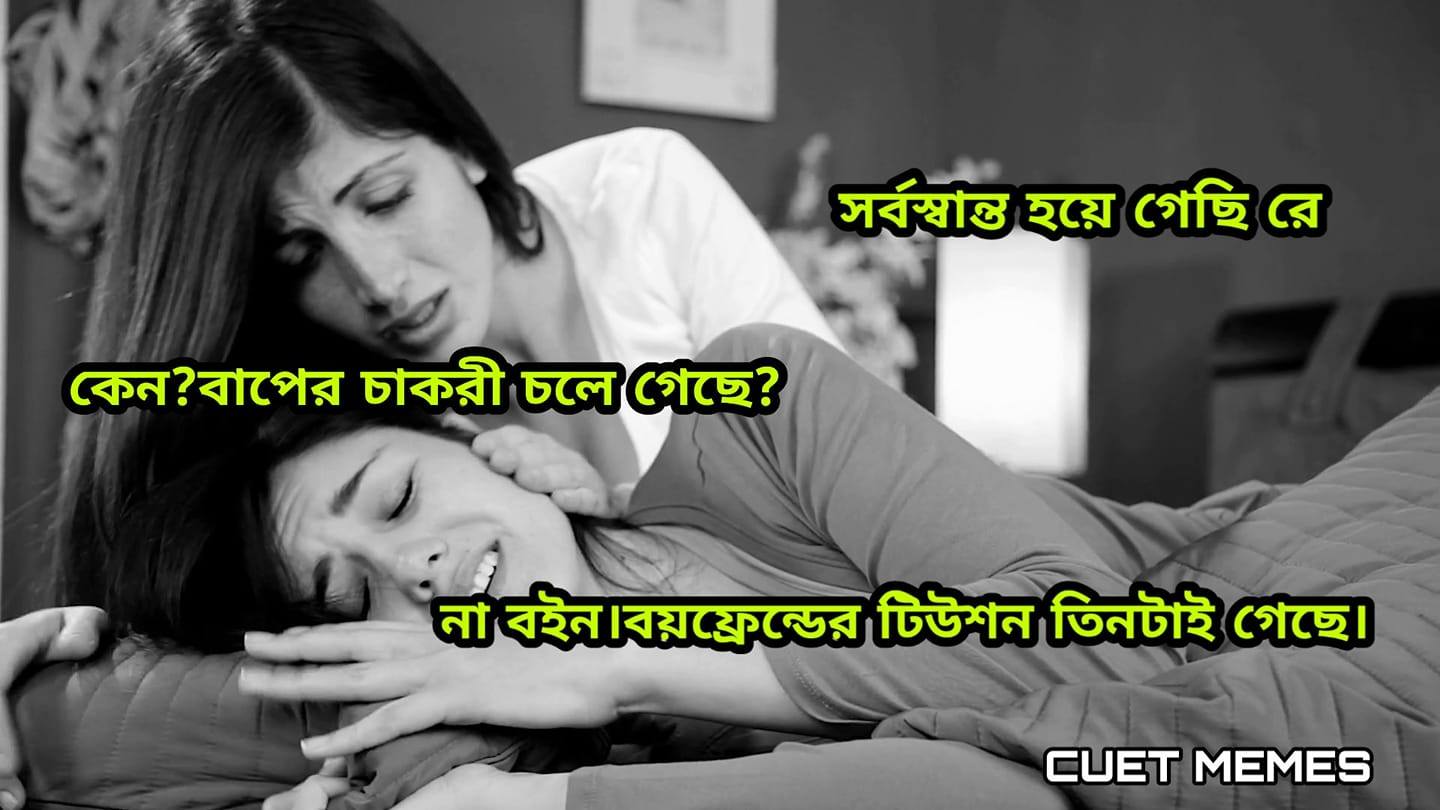 সর্বস্বান্ত হয়ে গেছি রে
কেন?বাপের চাকরী চলে গেছে?
না বইন।বয়ফ্রেন্ডের টিউশন তিনটাই গেছে।
CUET MEMES